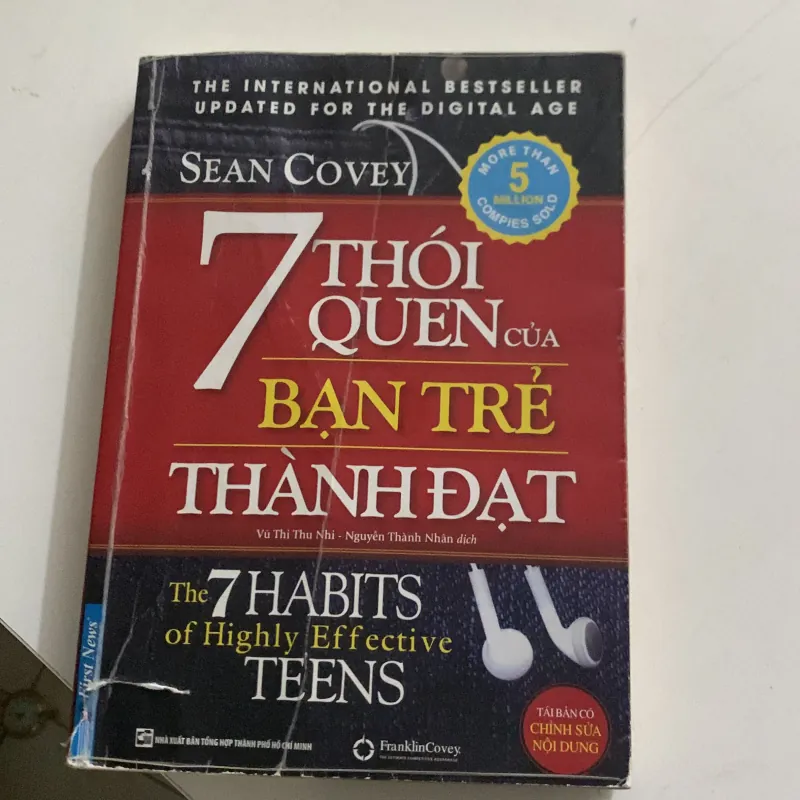 THE INTERNATIONAL BESTSELLER
UPDATED FOR THE DIGITAL AGE
SEAN COVEY
MORE THAN
5
MILLION
COMPIES SOLD
7 THÓI
QUEN CỦA
BẠN TRẺ
THÀNH ĐẠT
Vũ Thị Thu Nhi - Nguyễn Thành Nhân dịch
The 7 HABITS
of Highly Effective
TEENS
First News
NHÀ XUẤT BẢN TỔNG HỢP THÀNH PHỐ HỒ CHÍ MINH
FranklinCovey.
TÁI BẢN CÓ
CHỈNH SỬA
NỘI DUNG